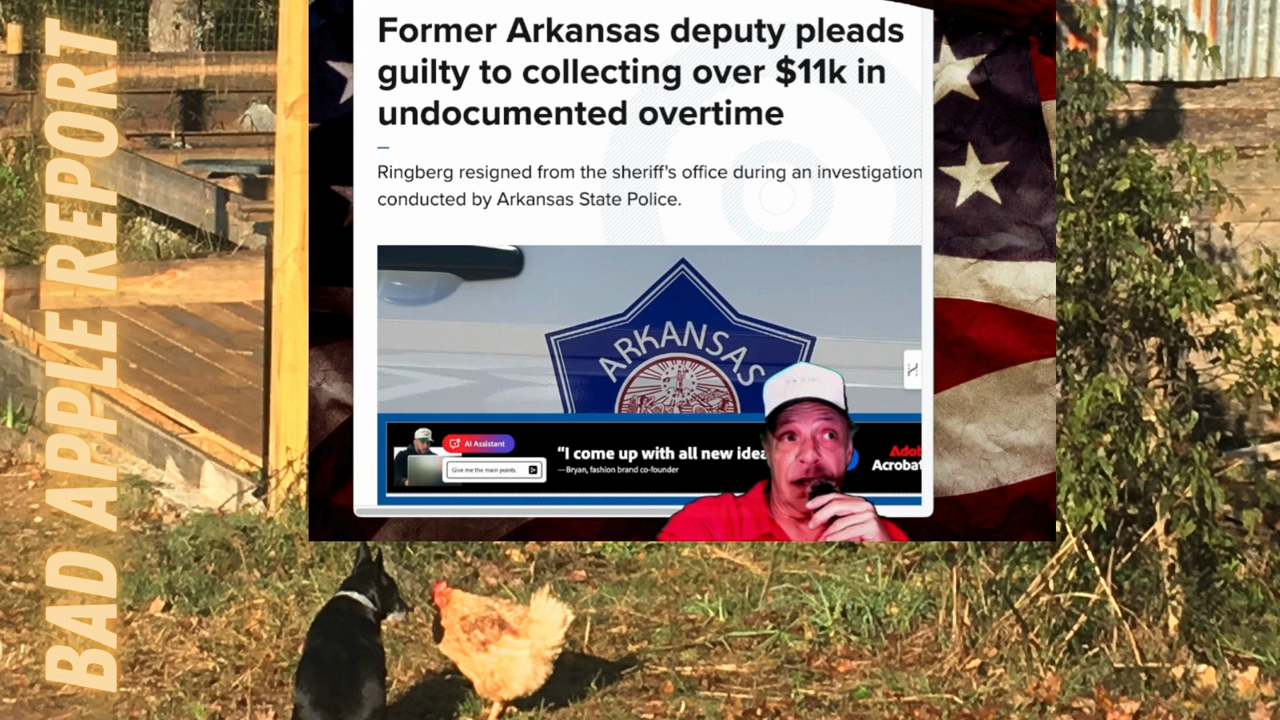 BAD APPLE REPORT
Former Arkansas deputy pleads
guilty to collecting over $11k in
undocumented overtime
Ringberg resigned from the sheriff's office during an investigation
conducted by Arkansas State Police.
ARKANSAS
AI Assistant
Give me the main points
"I come up with all new idea
—Bryan, fashion brand co-founder
Adob
Acrobat